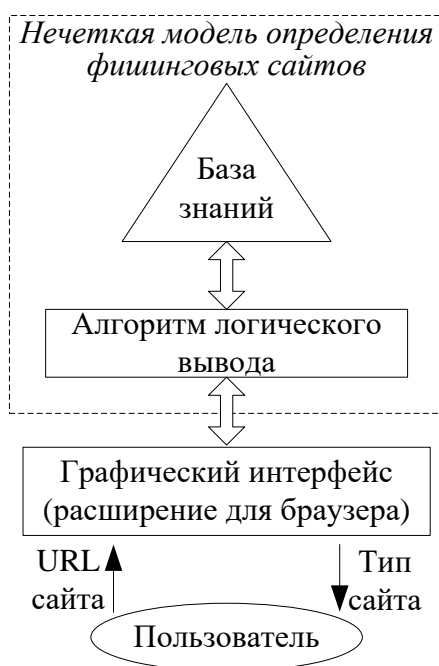 Нечеткая модель определения
фишинговых сайтов
База
знаний
Алгоритм логического
вывода
Графический интерфейс
(расширение для браузера)
URL
сайта
Тип
сайта
Пользователь